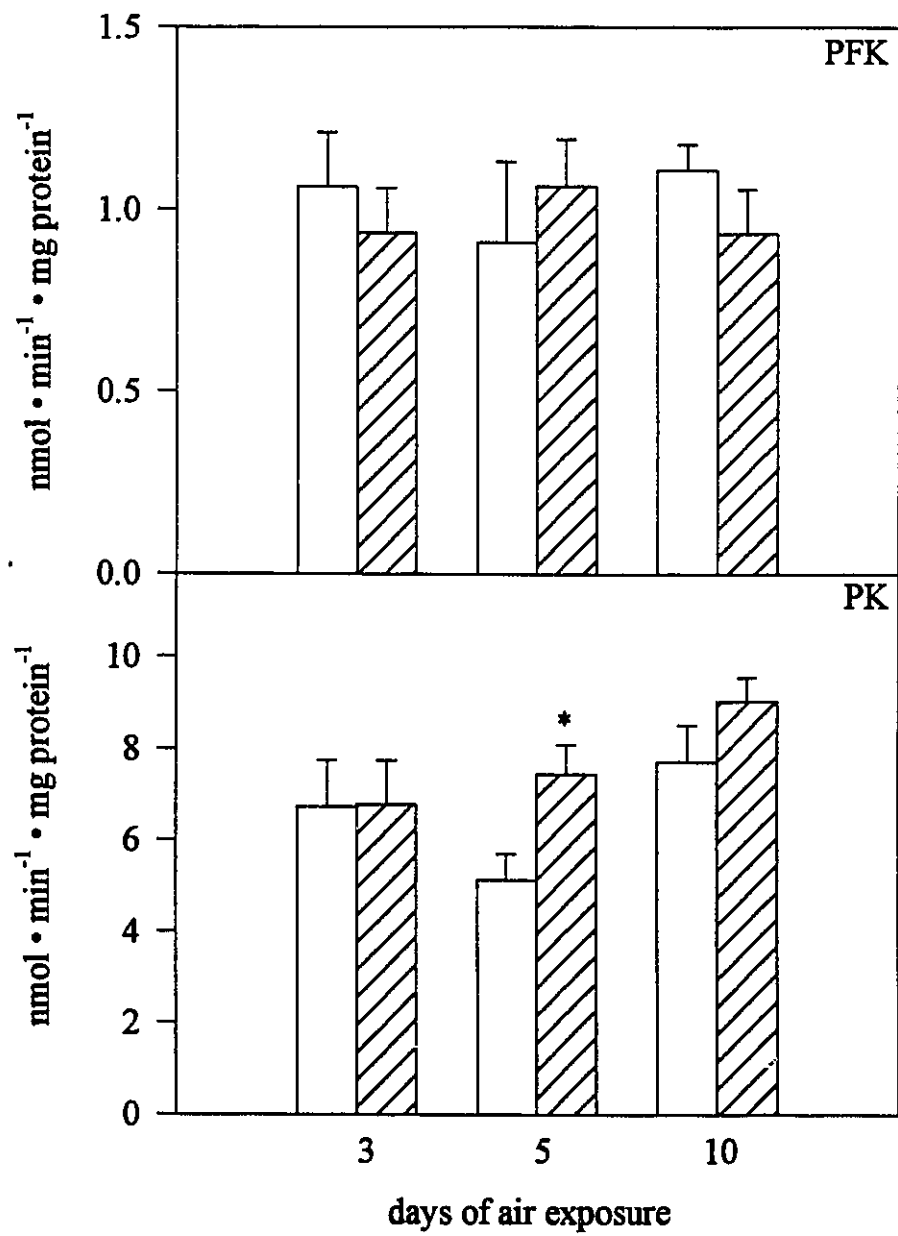 1.5
PFK
1.0
0.5
0.0
nmol • min⁻¹ • mg protein⁻¹
PK
10
8
*
6
4
2
0
nmol • min⁻¹ • mg protein⁻¹
3 5 10
days of air exposure